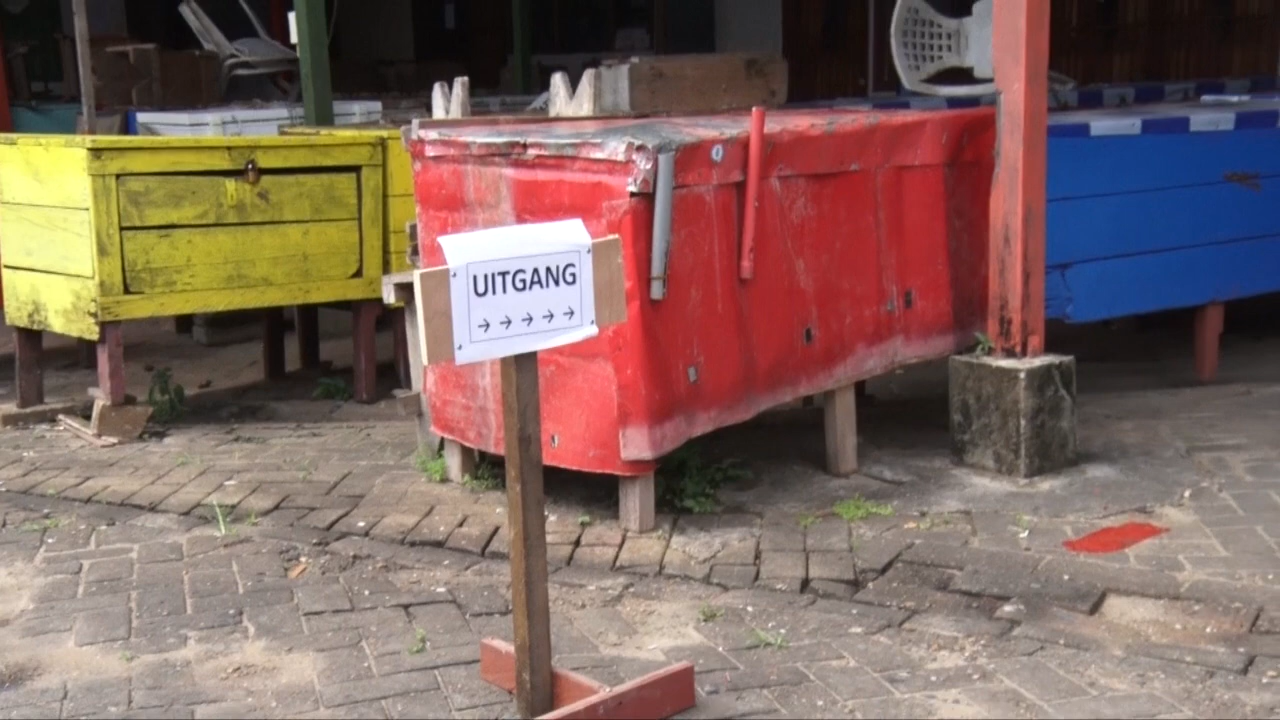 UITGANG
→ → → → →